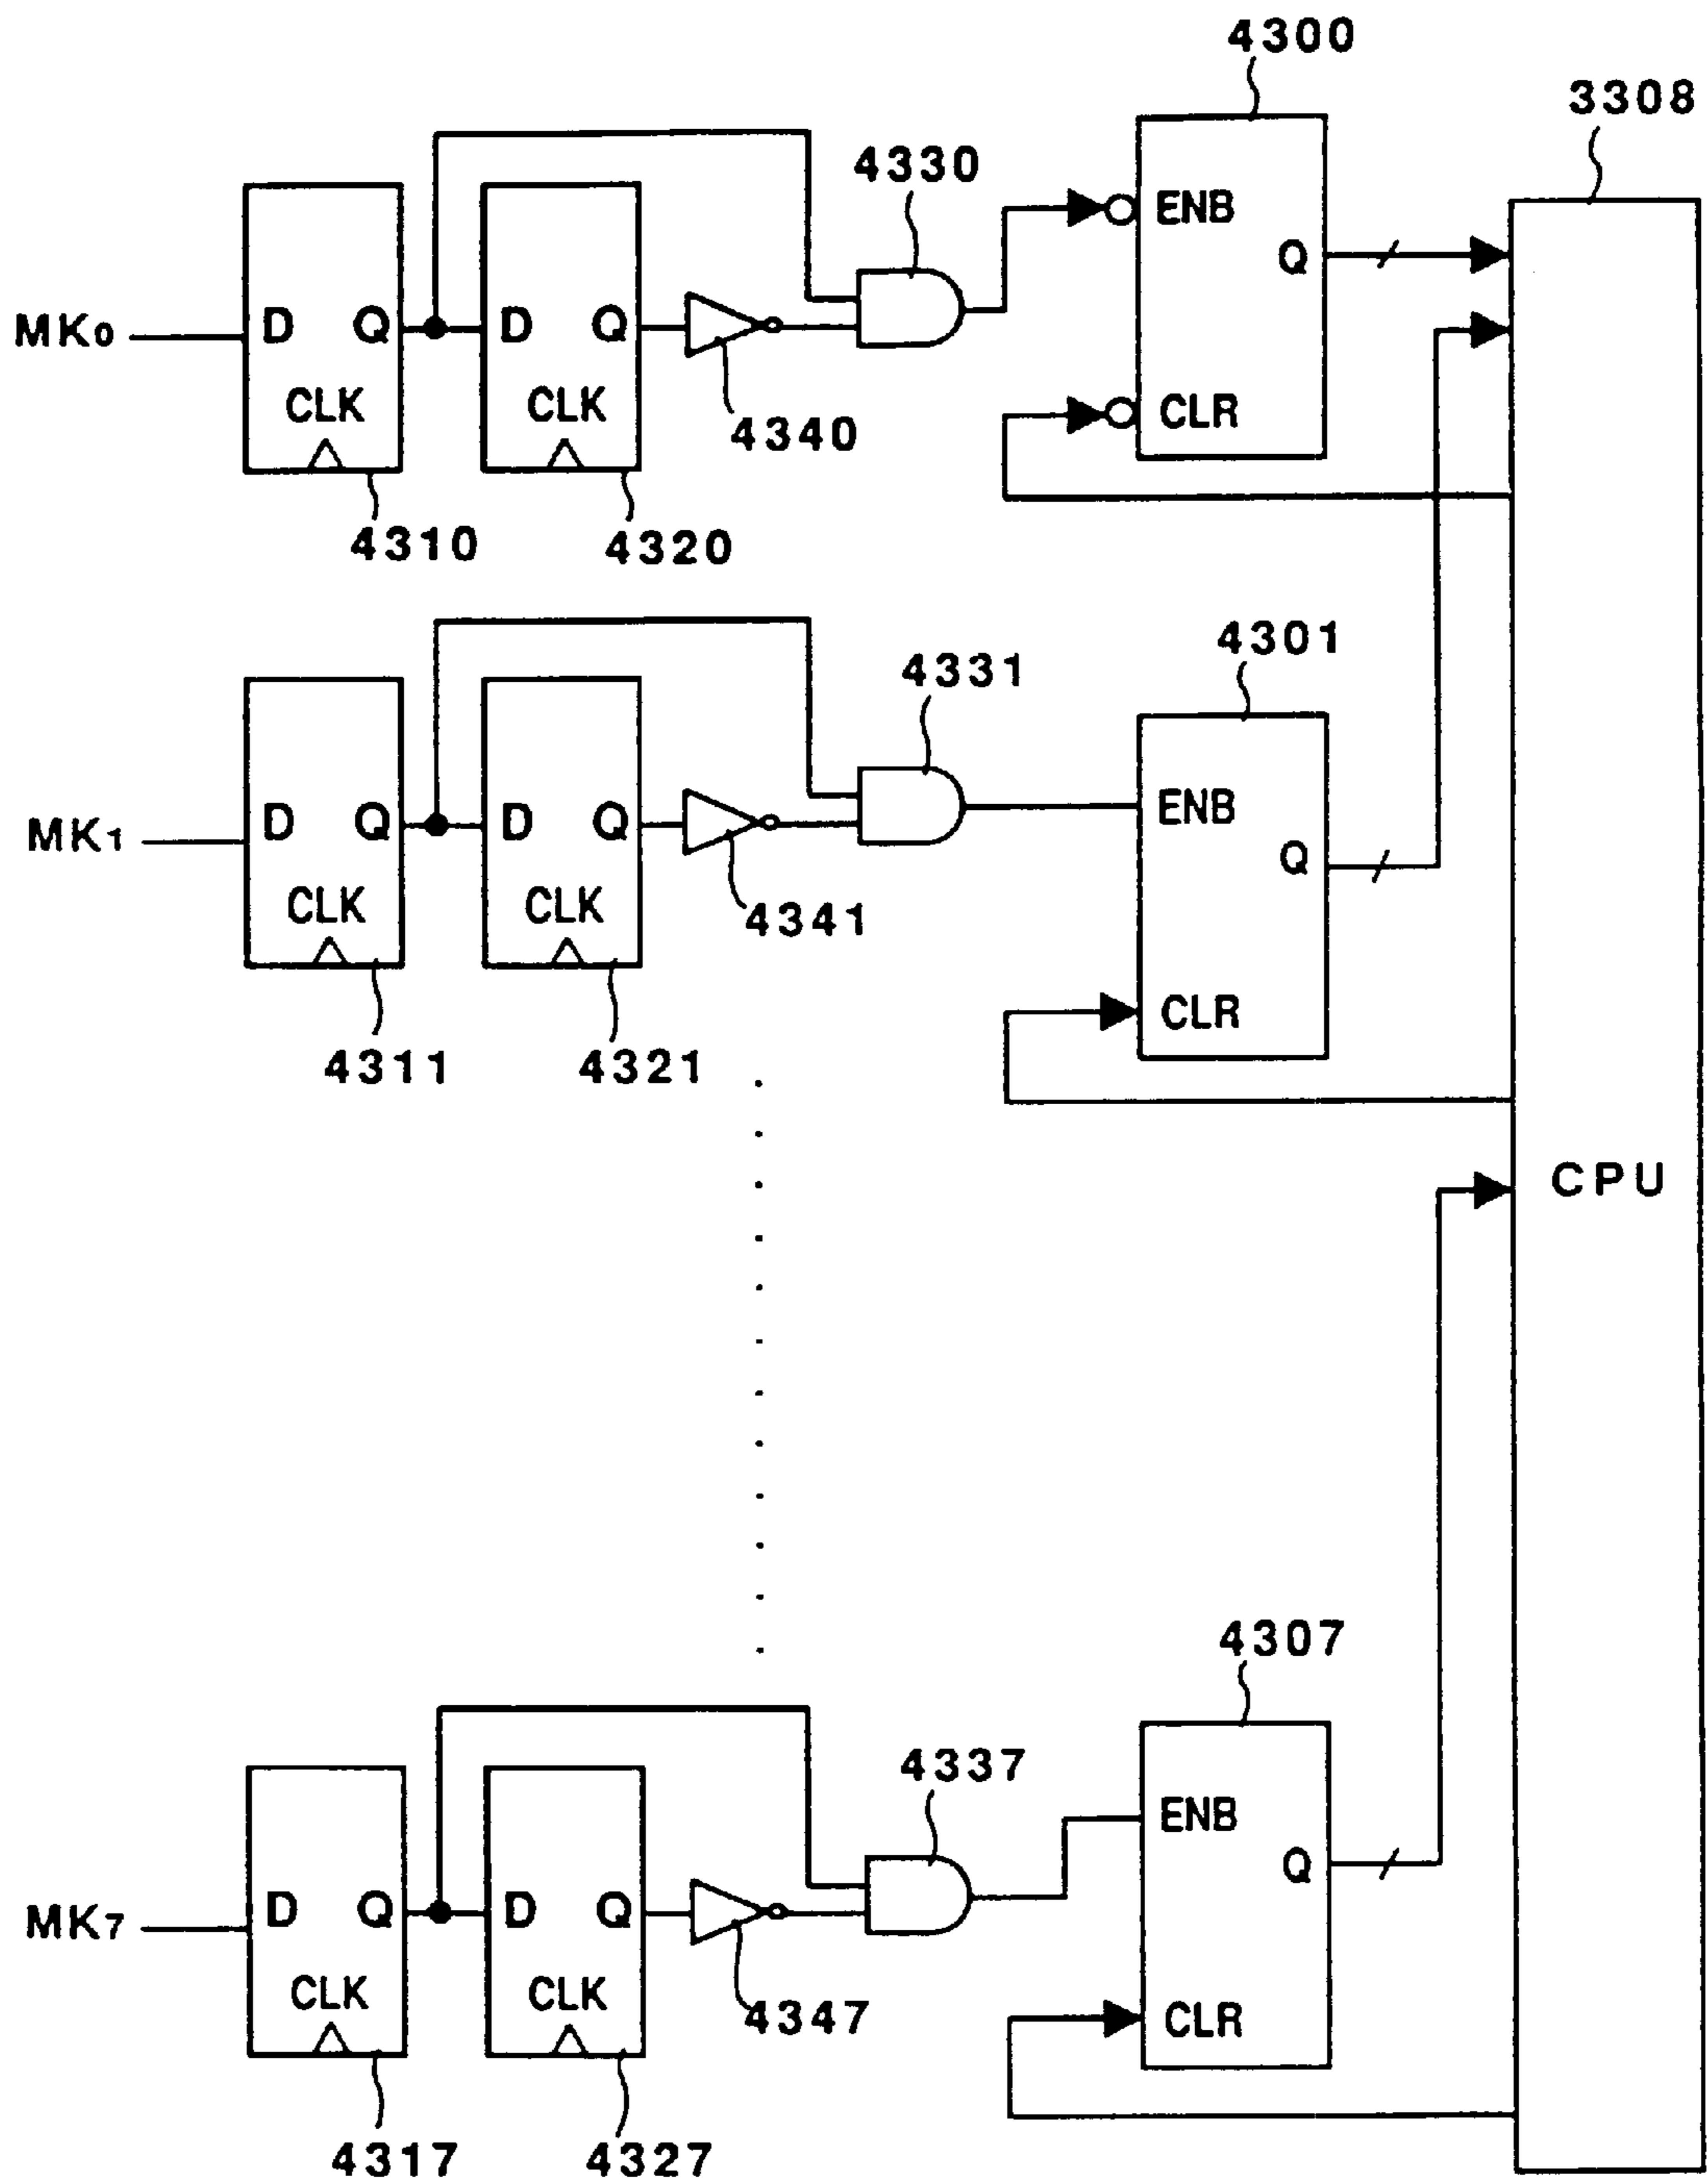 4300
3308
4330
ENB
Q
D Q
D Q
MK0
CLK
CLK
CLR
4340
4310
4320
4301
4331
ENB
D Q
D Q
MK1
Q
CLK
CLK
4341
CLR
4311
4321
CPU
4307
4337
ENB
Q
D Q
D Q
MK7
CLK
CLK
4347
CLR
4317
4327